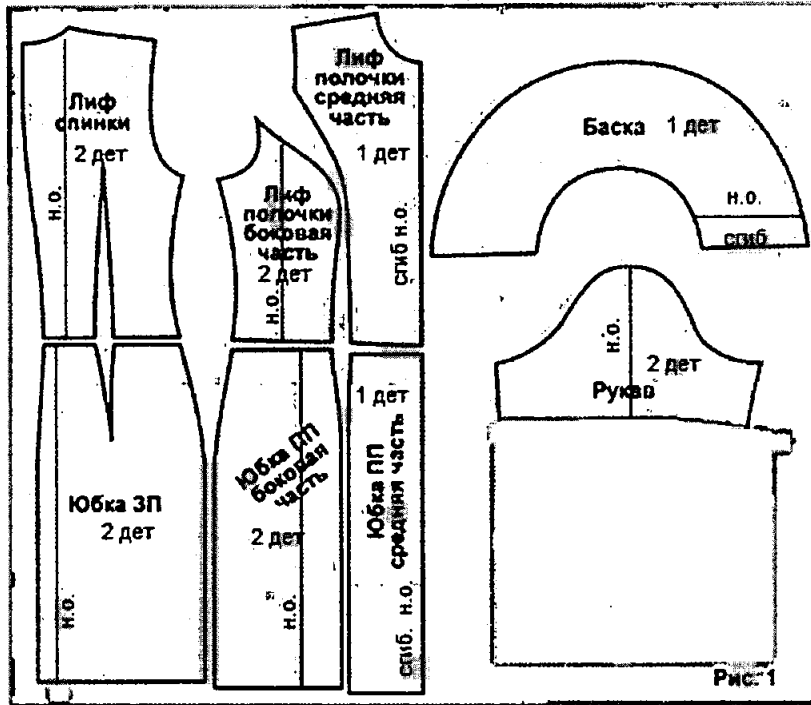 Лиф
спинки
2 дет
н.о.
Лиф
полочки
боковая
часть
2 дет
н.о.
Лиф
полочки
средняя
часть
1 дет
сгиб н.о.
Баска 1 дет
н.о.
сгиб
н.о.
2 дет
Рукав
Юбка ЗП
2 дет
н.о.
Юбка ПП
боковая
часть
2 дет
н.о.
1 дет
Юбка ПП
средняя часть
сгиб. н.о.
Рис. 1